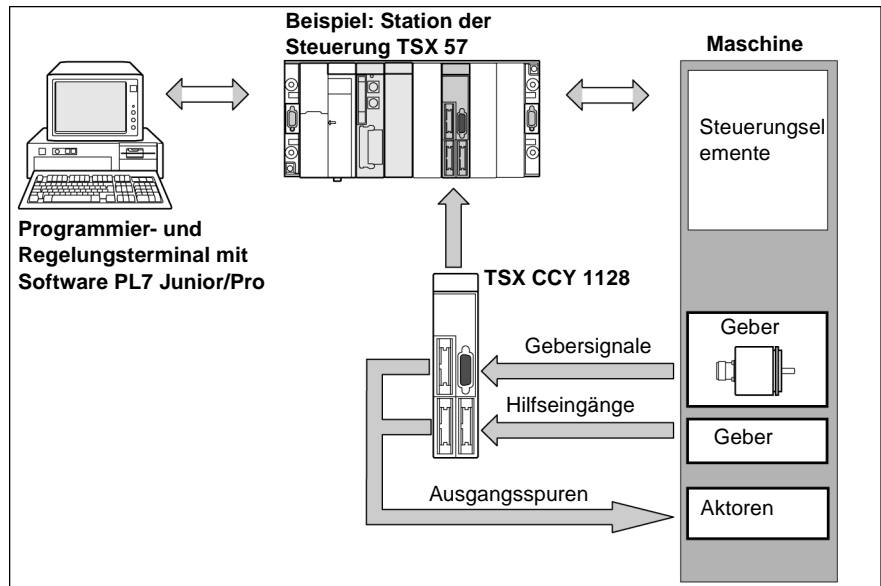 Beispiel: Station der
Steuerung TSX 57
Maschine
Steuerungsel
emente
Programmier- und
Regelungsterminal mit
Software PL7 Junior/Pro
TSX CCY 1128
Geber
Gebersignale
Hilfseingänge
Geber
Ausgangsspuren
Aktoren